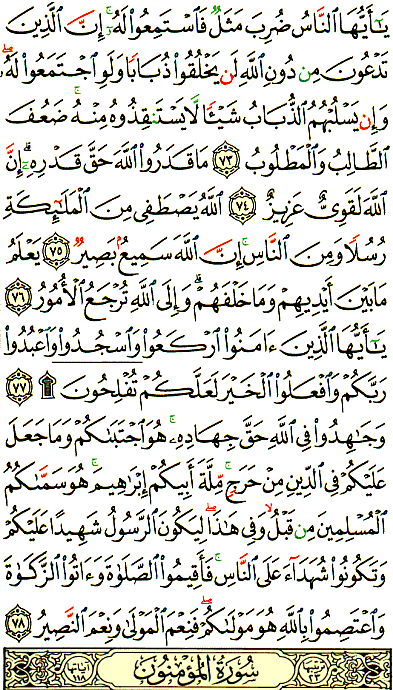 يَٰٓأَيُّهَا ٱلنَّاسُ ضُرِبَ مَثَلٌ فَٱسْتَمِعُوا۟ لَهُۥٓ ۚ إِنَّ ٱلَّذِينَ
تَدْعُونَ مِن دُونِ ٱللَّهِ لَن يَخْلُقُوا۟ ذُبَابًا وَلَوِ ٱجْتَمَعُوا۟ لَهُۥ ۖ
وَإِن يَسْلُبْهُمُ ٱلذُّبَابُ شَيْـًٔا لَّا يَسْتَنقِذُوهُ مِنْهُ ۚ ضَعُفَ
ٱلطَّالِبُ وَٱلْمَطْلُوبُ ٧٣ مَا قَدَرُوا۟ ٱللَّهَ حَقَّ قَدْرِهِۦٓ ۗ إِنَّ
ٱللَّهَ لَقَوِىٌّ عَزِيزٌ ٧٤ ٱللَّهُ يَصْطَفِى مِنَ ٱلْمَلَٰٓئِكَةِ
رُسُلًا وَمِنَ ٱلنَّاسِ ۚ إِنَّ ٱللَّهَ سَمِيعٌۢ بَصِيرٌ ٧٥ يَعْلَمُ
مَا بَيْنَ أَيْدِيهِمْ وَمَا خَلْفَهُمْ ۗ وَإِلَى ٱللَّهِ تُرْجَعُ ٱلْأُمُورُ ٧٦
يَٰٓأَيُّهَا ٱلَّذِينَ ءَامَنُوا۟ ٱرْكَعُوا۟ وَٱسْجُدُوا۟ وَٱعْبُدُوا۟
رَبَّكُمْ وَٱفْعَلُوا۟ ٱلْخَيْرَ لَعَلَّكُمْ تُفْلِحُونَ ۩ ٧٧
وَجَٰهِدُوا۟ فِى ٱللَّهِ حَقَّ جِهَادِهِۦ ۚ هُوَ ٱجْتَبَىٰكُمْ وَمَا جَعَلَ
عَلَيْكُمْ فِى ٱلدِّينِ مِنْ حَرَجٍ ۚ مِّلَّةَ أَبِيكُمْ إِبْرَٰهِيمَ ۚ هُوَ سَمَّىٰكُمُ
ٱلْمُسْلِمِينَ مِن قَبْلُ وَفِى هَٰذَا لِيَكُونَ ٱلرَّسُولُ شَهِيدًا عَلَيْكُمْ
وَتَكُونُوا۟ شُهَدَآءَ عَلَى ٱلنَّاسِ ۚ فَأَقِيمُوا۟ ٱلصَّلَوٰةَ وَءَاتُوا۟ ٱلزَّكَوٰةَ
وَٱعْتَصِمُوا۟ بِٱللَّهِ هُوَ مَوْلَىٰكُمْ ۖ فَنِعْمَ ٱلْمَوْلَىٰ وَنِعْمَ ٱلنَّصِيرُ ٧٨
ترتيبها ٢٣ سُورَةُ المُؤْمِنُونَ آياتها ١١٨